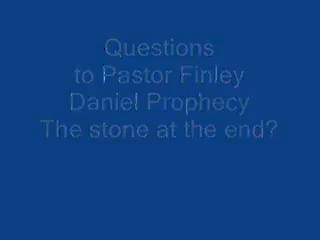 Questions
to Pastor Finley
Daniel Prophecy
The stone at the end?